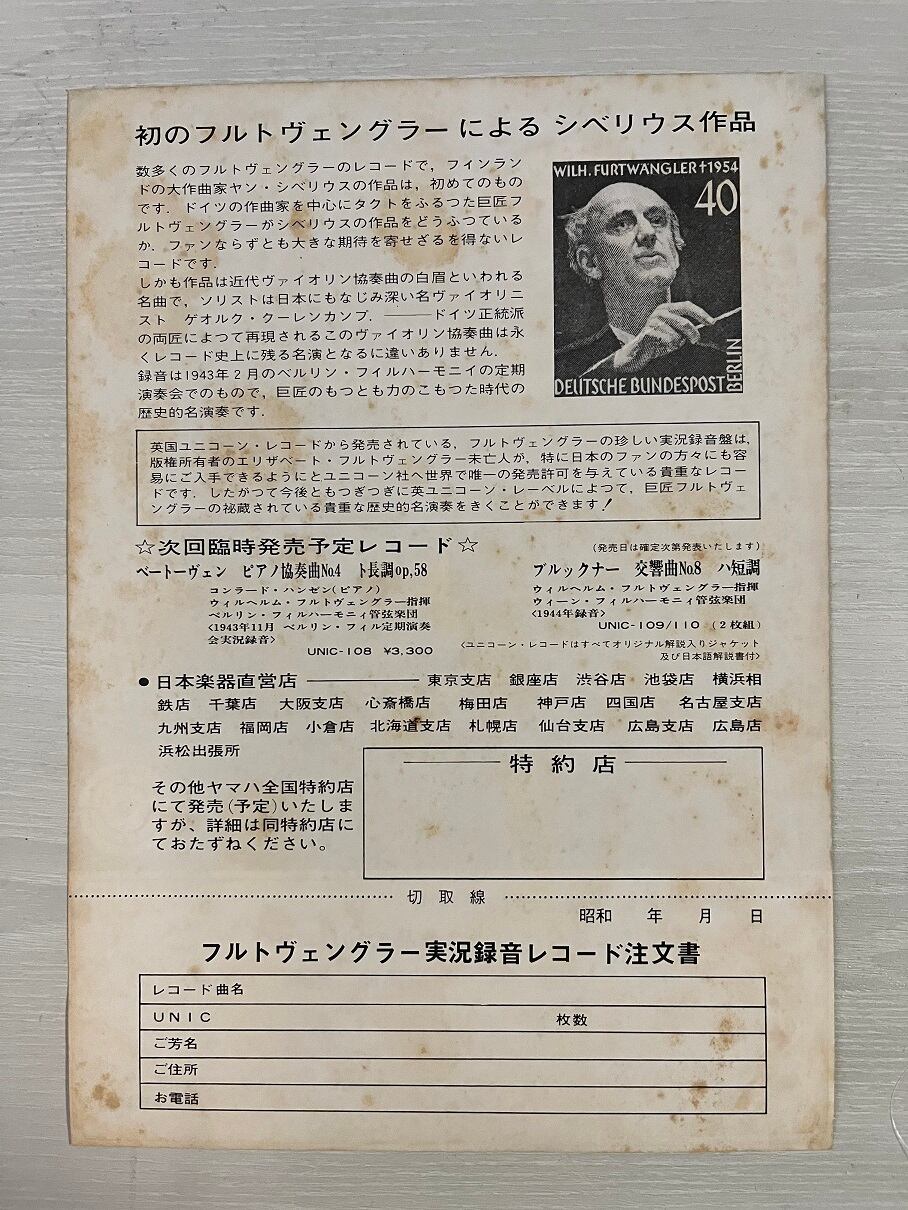 初のフルトヴェングラーによる シベリウス作品
数多くのフルトヴェングラーのレコードで，フィンラン
ドの大作曲家ヤン・シベリウスの作品は，初めてのもの
です．ドイツの作曲家を中心にタクトをふるつた巨匠フ
ルトヴェングラーがシベリウスの作品をどうふつている
か，ファンならずとも大きな期待を寄せざるを得ないレ
コードです．
しかも作品は近代ヴァイオリン協奏曲の白眉といわれる
名曲で，ソリストは日本にもなじみ深い名ヴァイオリニ
スト　ゲオルク・クーレンカンプ．———ドイツ正統派
の両匠によつて再現されるこのヴァイオリン協奏曲は永
くレコード史上に残る名演となるに違いありません．
録音は1943年２月のベルリン・フィルハーモニイの定期
演奏会でのもので，巨匠のもつとも力のこもつた時代の
歴史的名演奏です．
WILH. FURTWÄNGLER †1954
40
DEUTSCHE BUNDESPOST
BERLIN
英国ユニコーン・レコードから発売されている，フルトヴェングラーの珍しい実況録音盤は，
版権所有者のエリザベート・フルトヴェングラー未亡人が，特に日本のファンの方々にも容
易にご入手できるようにとユニコーン社へ世界で唯一の発売許可を与えている貴重なレコー
ドです．したがつて今後ともつぎつぎに英ユニコーン・レーベルによつて，巨匠フルトヴェ
ングラーの祕蔵されている貴重な歴史的名演奏をきくことができます！
☆次回臨時発売予定レコード☆
（発売日は確定次第発表いたします）
ベートーヴェン　ピアノ協奏曲No.4　ト長調op,58
コンラード・ハンゼン（ピアノ）
ウィルヘルム・フルトヴェングラー指揮
ベルリン・フィルハーモニィ管弦楽団
<1943年11月 ベルリン・フィル定期演奏
会実況録音>
UNIC-108　¥3,300
ブルックナー　交響曲No.8　ハ短調
ウィルヘルム・フルトヴェングラー指揮
ウィーン・フィルハーモニィ管弦楽団
<1944年録音>
UNIC-109/110（２枚組）
<ユニコーン・レコードはすべてオリジナル解説入りジャケット
及び日本語解説書付>
●日本楽器直営店 ————— 東京支店　銀座店　渋谷店　池袋店　横浜相
鉄店　千葉店　大阪支店　心斎橋店　梅田店　神戸店　四国店　名古屋支店
九州支店　福岡店　小倉店　北海道支店　札幌店　仙台支店　広島支店　広島店
浜松出張所
その他ヤマハ全国特約店
にて発売（予定）いたしま
すが、詳細は同特約店に
ておたずねください。
特約店
切取線
昭和　　年　　月　　日
フルトヴェングラー実況録音レコード注文書
レコード曲名
UNIC　枚数
ご芳名
ご住所
お電話